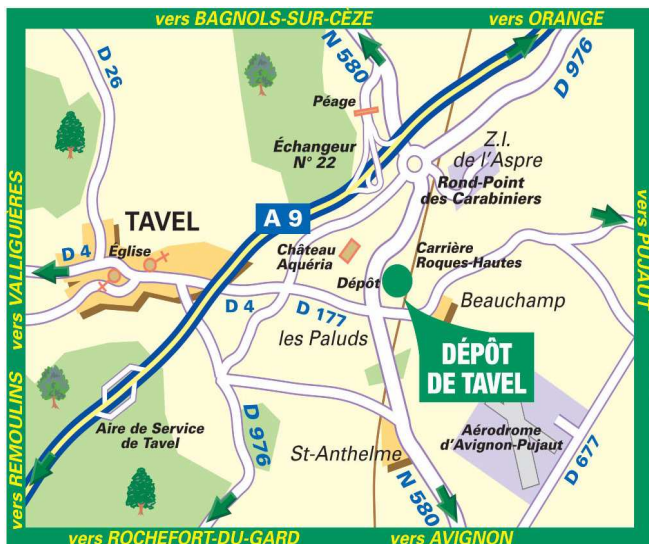 vers BAGNOLS-SUR-CÈZE
vers ORANGE
D 26
N 580
D 976
Péage
Échangeur
N° 22
Z.I.
de l'Aspre
Rond-Point
des Carabiniers
vers VALLIGUIÈRES
TAVEL
A 9
D 4
Église
Château
Aquéria
Carrière
Roques-Hautes
Dépôt
vers PUJAUT
D 4
D 177
Beauchamp
les Paluds
DÉPÔT
DE TAVEL
vers REMOULINS
Aire de Service
de Tavel
D 976
St-Anthelme
Aérodrome
d'Avignon-Pujaut
D 677
N 580
vers ROCHEFORT-DU-GARD
vers AVIGNON